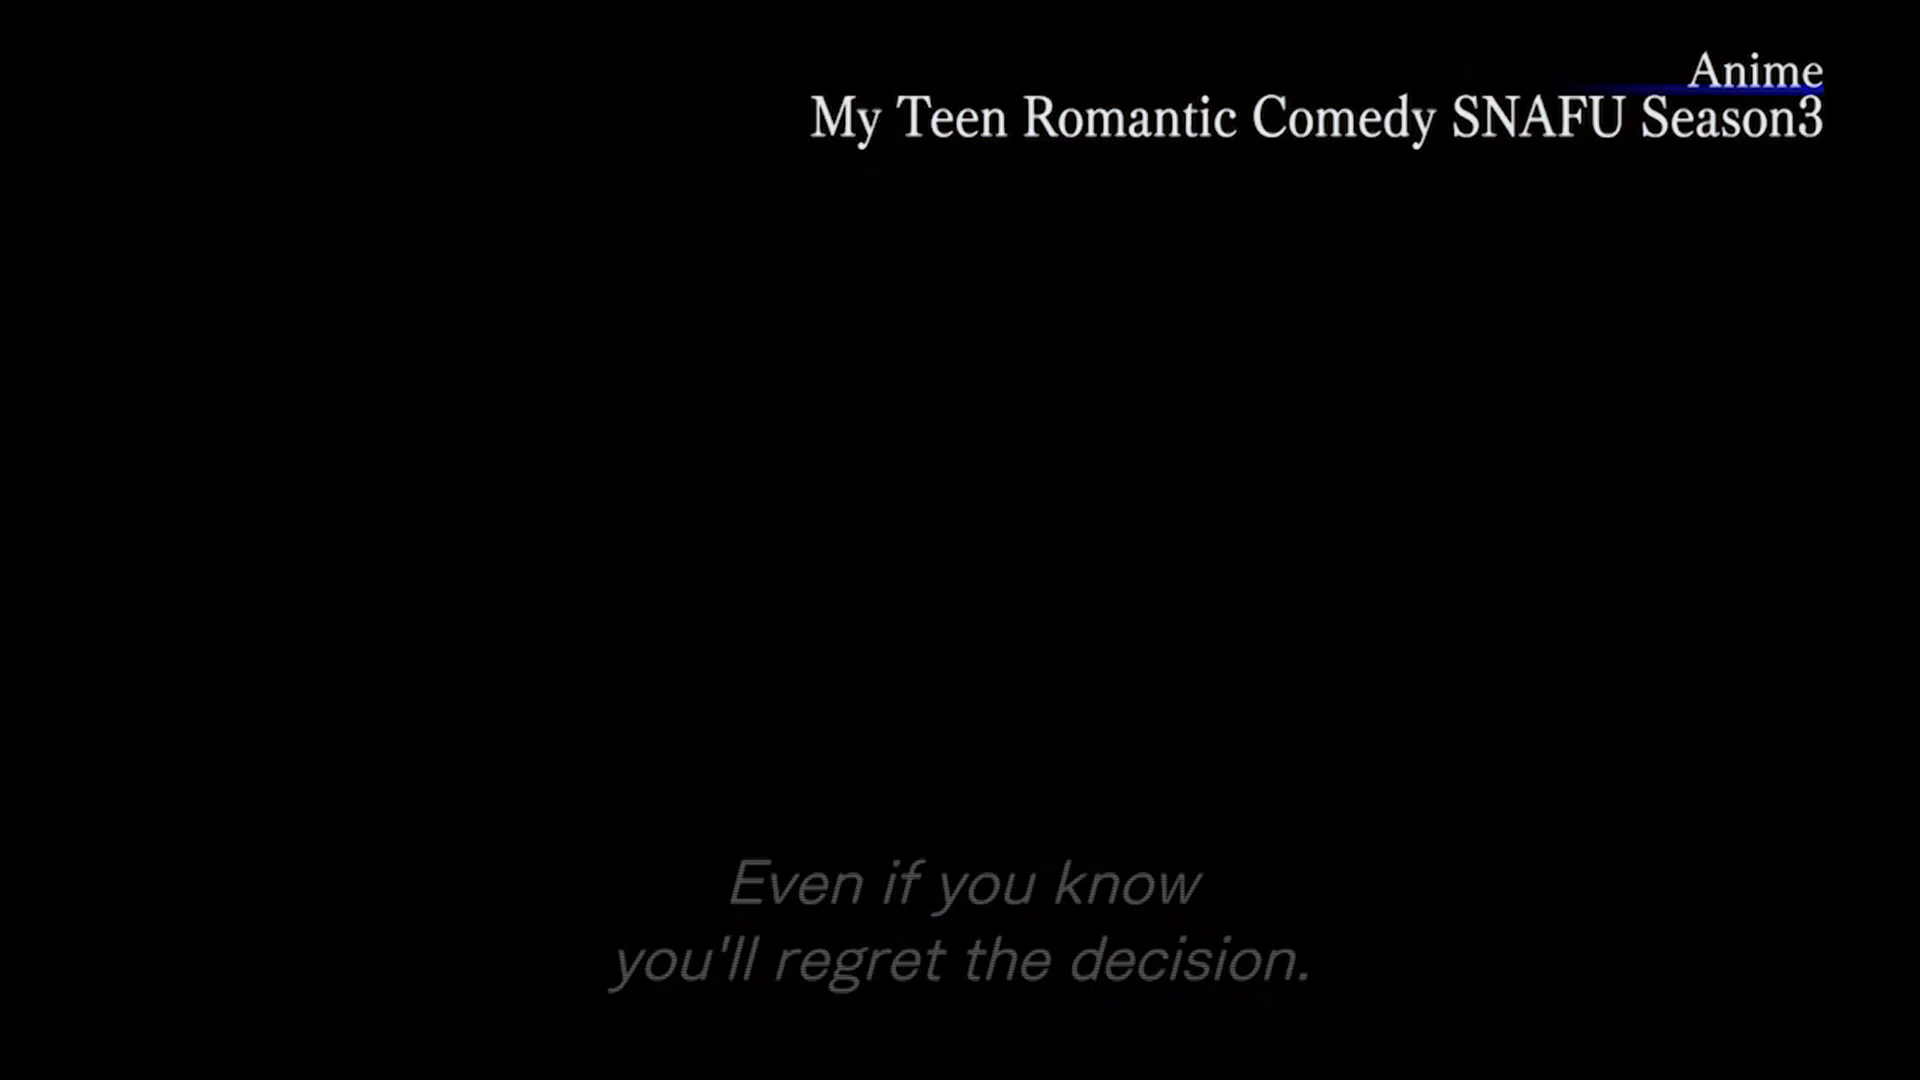 Anime
My Teen Romantic Comedy SNAFU Season3
Even if you know
you'll regret the decision.